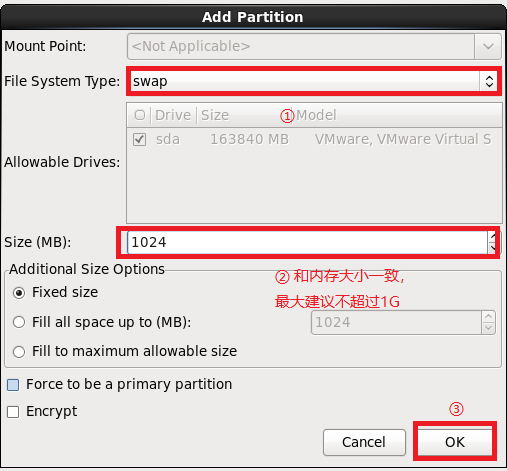 Add Partition
Mount Point: <Not Applicable>
File System Type: swap
Drive Size ①Model
sda 163840 MB VMware, VMware Virtual S
Allowable Drives:
Size (MB): 1024
Additional Size Options
Fixed size
② 和内存大小一致，
最大建议不超过1G
Fill all space up to (MB): 1024
Fill to maximum allowable size
Force to be a primary partition
Encrypt
③
Cancel OK